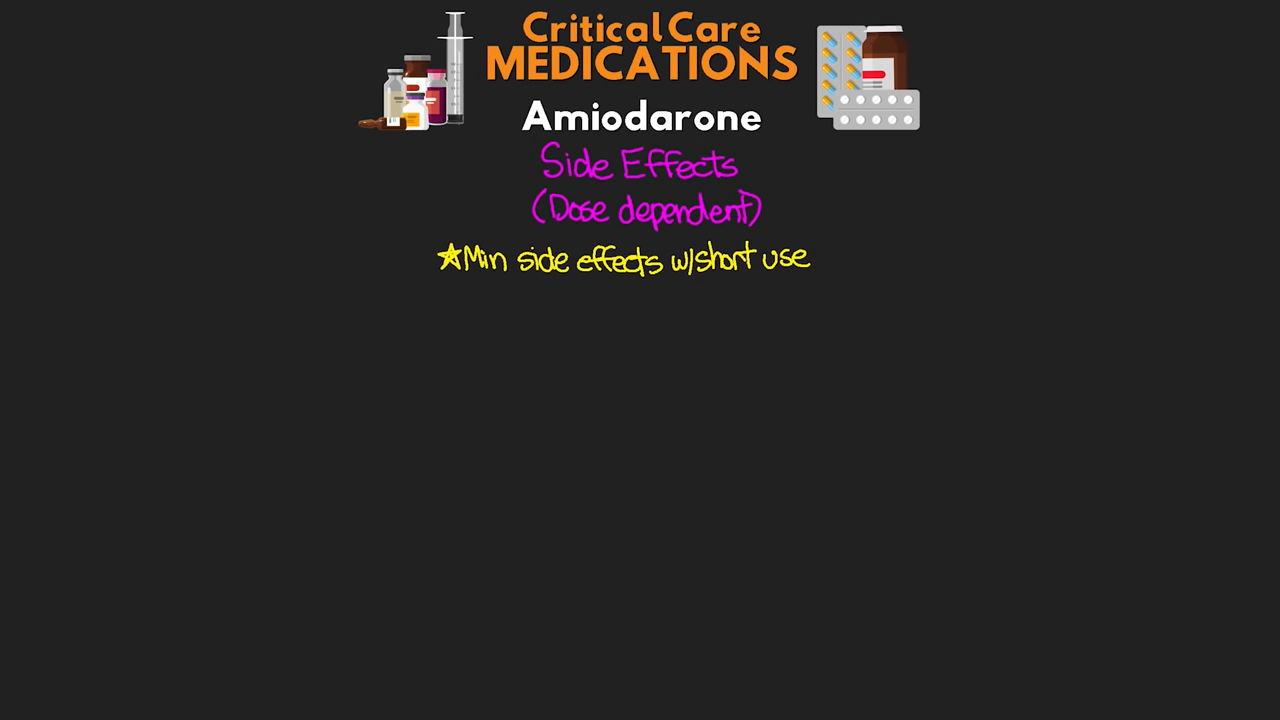 Critical Care
MEDICATIONS
Amiodarone
Side Effects
(Dose dependent)
☆Min side effects w/short use